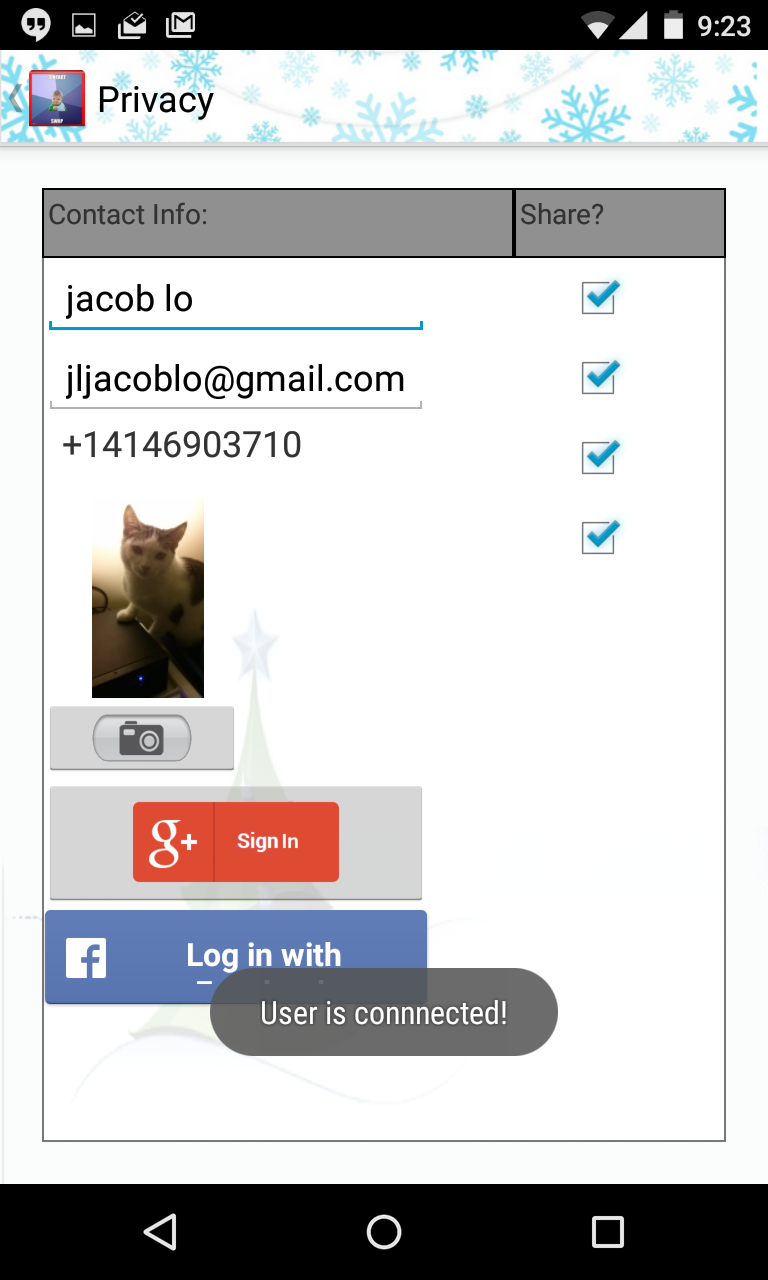 9:23
Privacy
Contact Info: Share?
jacob lo
jljacoblo@gmail.com
+14146903710
g+ Sign In
f Log in with
User is connnected!